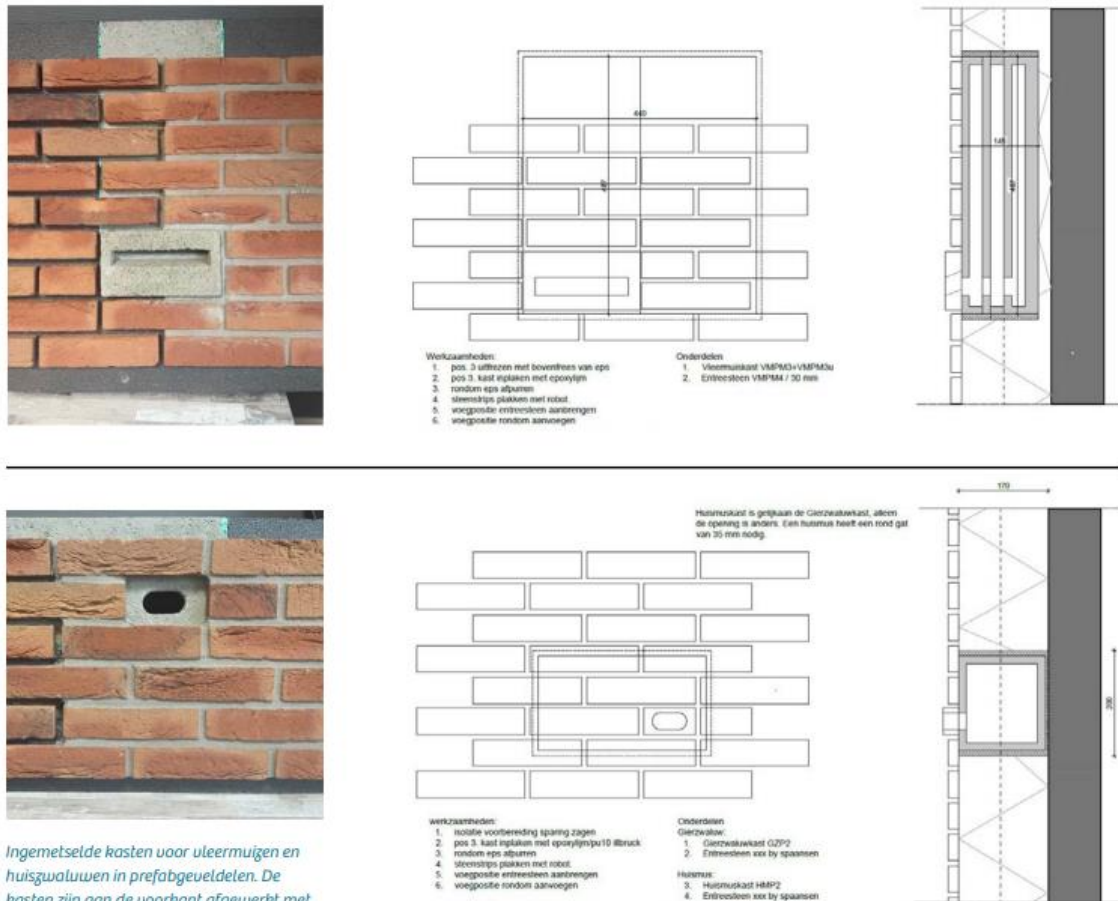 440
487
145
487
Werkzaamheden:
1. pos. 3 uitfrezen met bovenfrees van eps
2. pos 3. kast inplaken met epoxylijm
3. rondom eps afpurren
4. steenstrips plakken met robot.
5. voegpositie entreesteen aanbrengen
6. voegpositie rondom aanvoegen
Onderdelen
1. Vleermuiskast VMPM3+VMPM3u
2. Entreesteen VMPM4 / 30 mm
170
Huismuskast is gelijkaan de Gierzwaluwkast, alleen
de opening is anders. Een huismus heeft een rond gat
van 35 mm nodig.
200
werkzaamheden:
1. isolatie voorbereiding sparing zagen
2. pos 3. kast inplaken met epoxylijm/pu10 illbruck
3. rondom eps afpurren
4. steenstrips plakken met robot.
5. voegpositie entreesteen aanbrengen
6. voegpositie rondom aanvoegen
Onderdelen
Gierzwaluw:
1. Gierzwaluwkast GZP2
2. Entreesteen xxx by spaansen
Huismus:
3. Huismuskast HMP2
4. Entreesteen xxx by spaansen
Ingemetselde kasten voor vleermuizen en
huiszwaluwen in prefabgeveldelen. De
kasten zijn aan de voorkant afgewerkt met